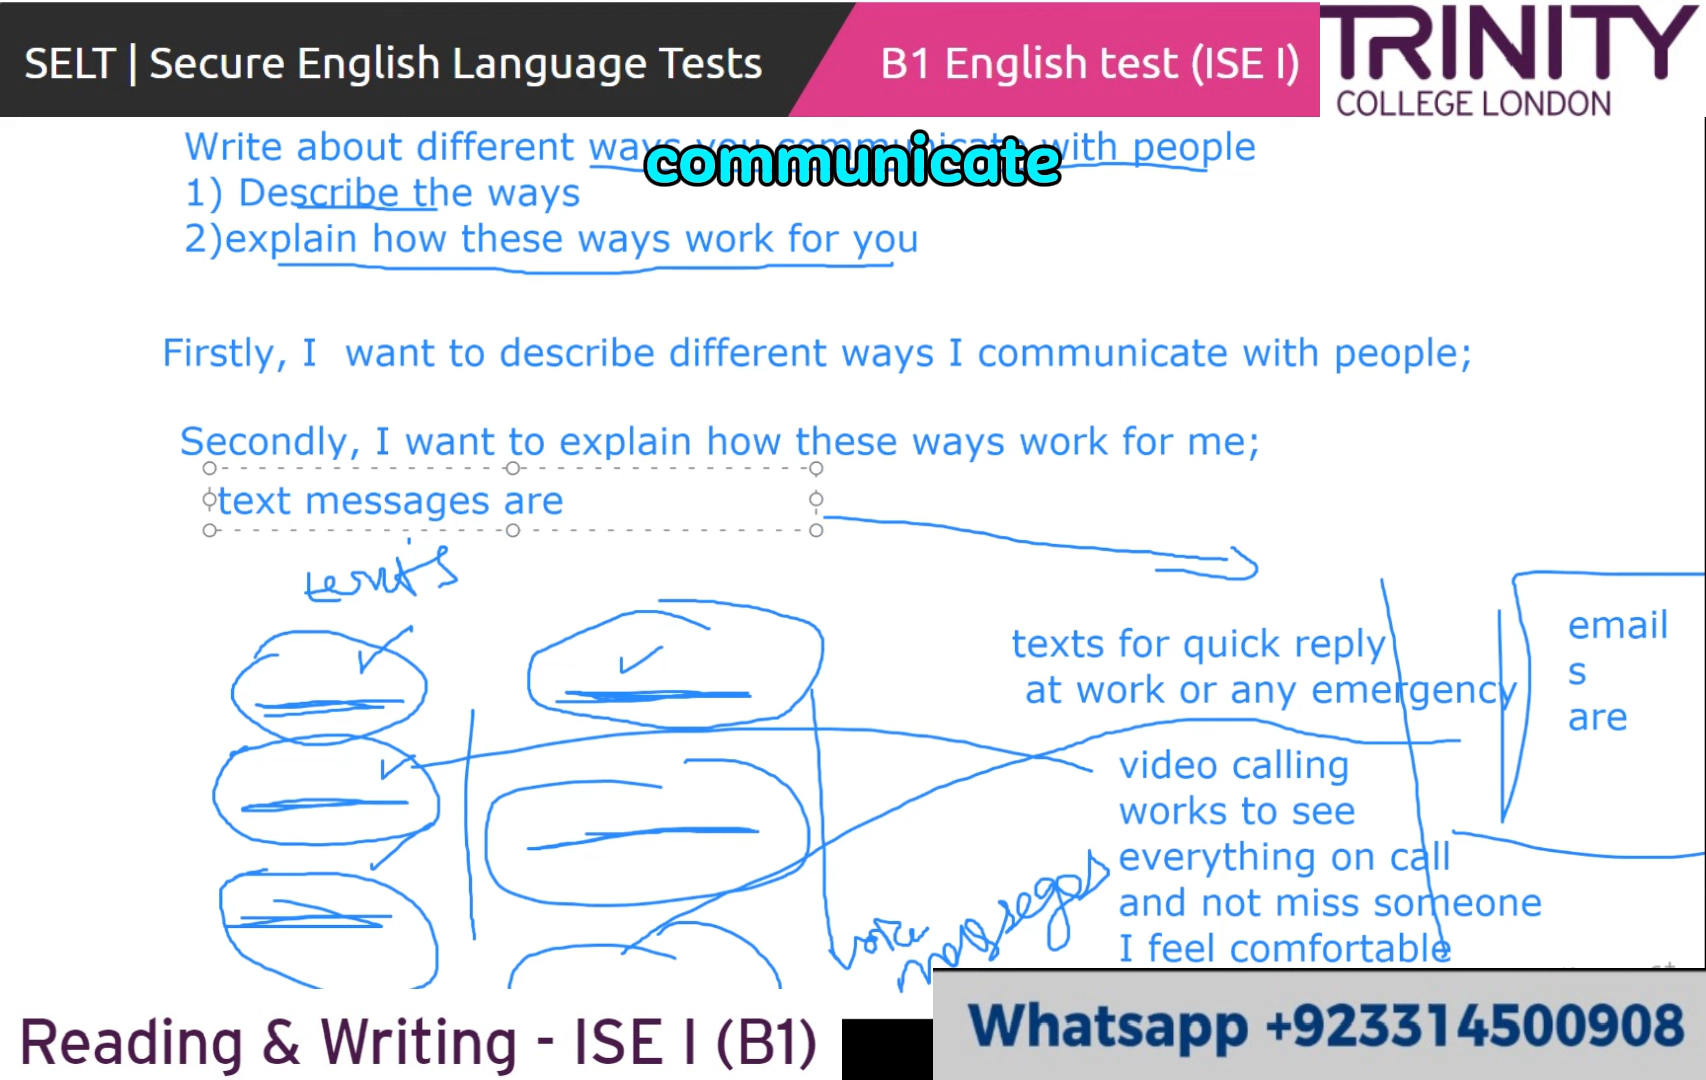 SELT | Secure English Language Tests
B1 English test (ISE I)
TRINITY
COLLEGE LONDON
Write about different ways you communicate with people
communicate
1) Describe the ways
2)explain how these ways work for you
Firstly, I want to describe different ways I communicate with people;
Secondly, I want to explain how these ways work for me;
text messages are
texts for quick reply
at work or any emergency
email
s
are
video calling
works to see
everything on call
and not miss someone
I feel comfortable
voice
Reading & Writing - ISE I (B1)
Whatsapp +923314500908